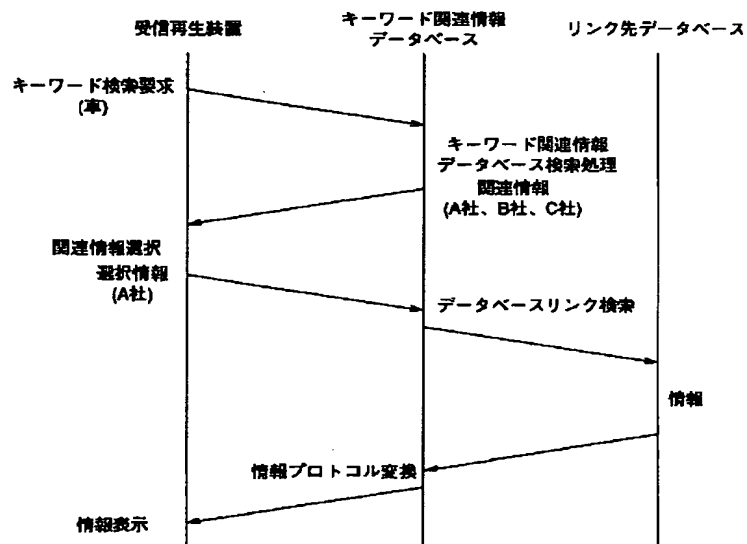 受信再生装置
キーワード関連情報
データベース
リンク先データベース
キーワード検索要求
(車)
キーワード関連情報
データベース検索処理
関連情報
(A社、B社、C社)
関連情報選択
選択情報
(A社)
データベースリンク検索
情報
情報プロトコル変換
情報表示